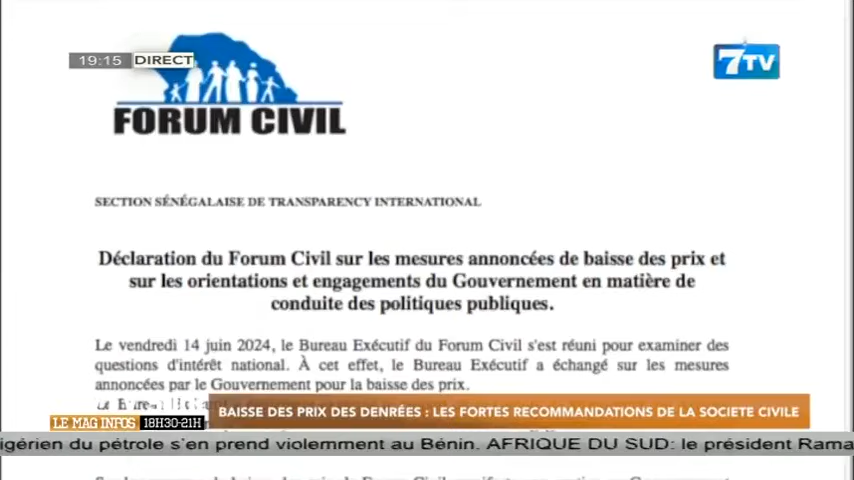 19:15 DIRECT
7TV
FORUM CIVIL
SECTION SÉNÉGALAISE DE TRANSPARENCY INTERNATIONAL
Déclaration du Forum Civil sur les mesures annoncées de baisse des prix et
sur les orientations et engagements du Gouvernement en matière de
conduite des politiques publiques.
Le vendredi 14 juin 2024, le Bureau Exécutif du Forum Civil s'est réuni pour examiner des
questions d'intérêt national. À cet effet, le Bureau Exécutif a échangé sur les mesures
annoncées par le Gouvernement pour la baisse des prix.
BAISSE DES PRIX DES DENRÉES : LES FORTES RECOMMANDATIONS DE LA SOCIETE CIVILE
LE MAG INFOS 18H30-21H
igérien du pétrole s'en prend violemment au Bénin. AFRIQUE DU SUD: le président Rama